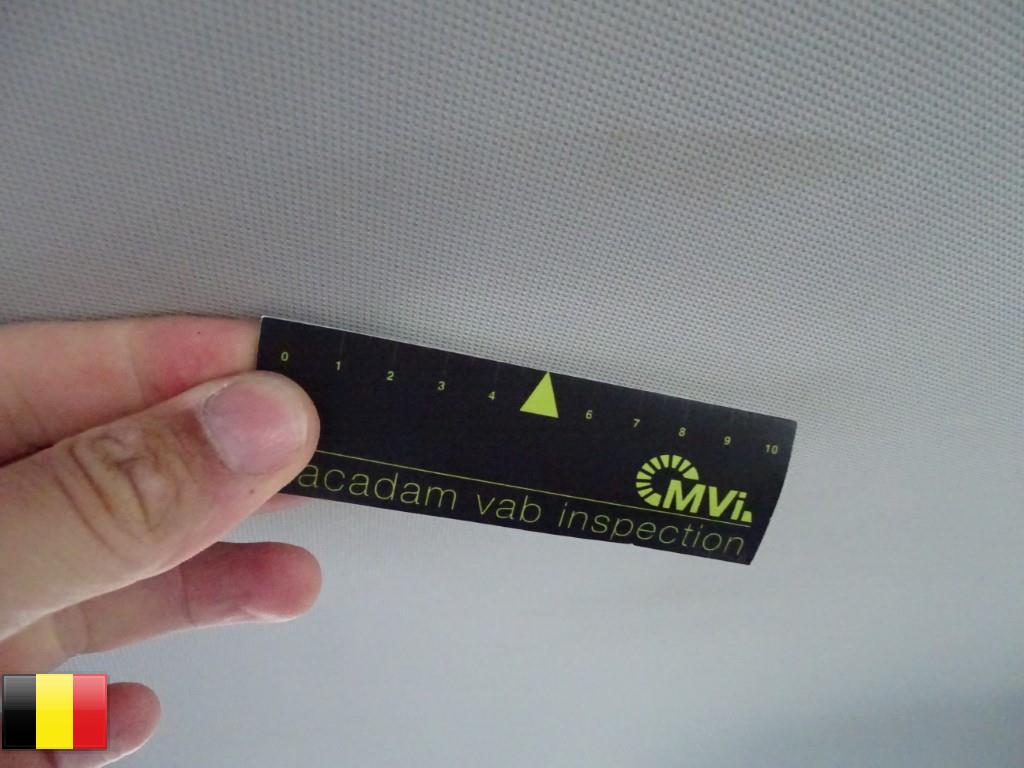 0 1 2 3 4 6 7 8 9 10
MVi.
acadam vab inspection